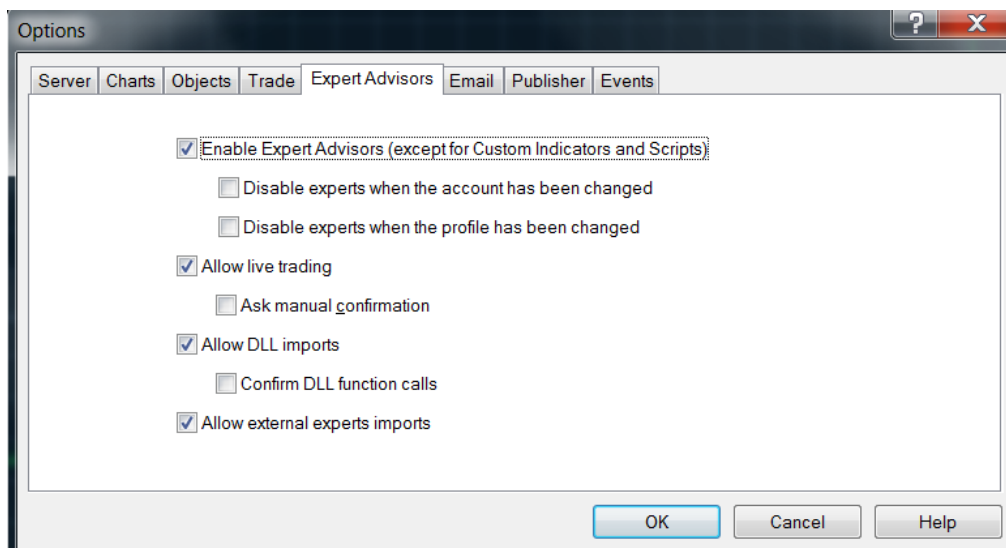 Options
?
X
Server Charts Objects Trade Expert Advisors Email Publisher Events
Enable Expert Advisors (except for Custom Indicators and Scripts)
Disable experts when the account has been changed
Disable experts when the profile has been changed
Allow live trading
Ask manual confirmation
Allow DLL imports
Confirm DLL function calls
Allow external experts imports
OK Cancel Help